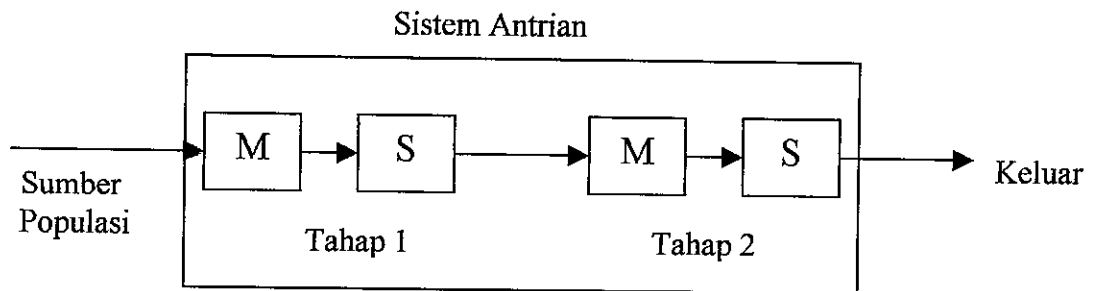 Sistem Antrian
M
S
M
S
Sumber
Populasi
Keluar
Tahap 1
Tahap 2